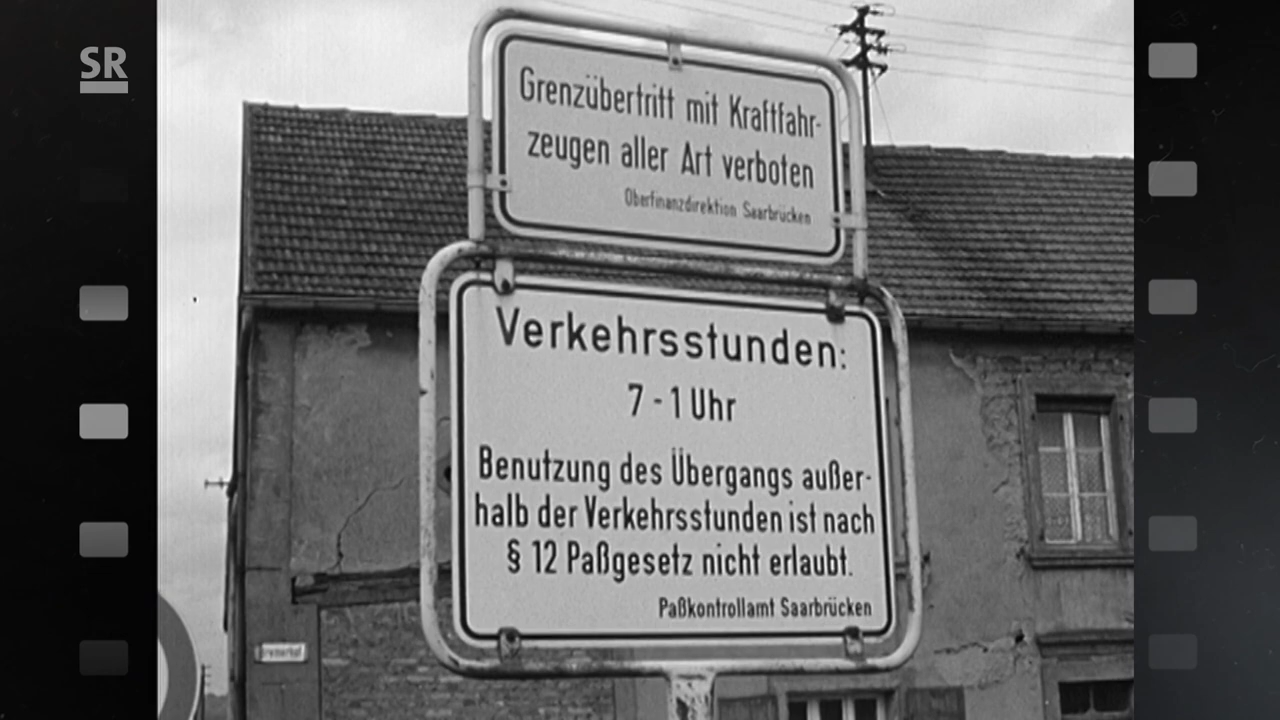 SR
Grenzübertritt mit Kraftfahr-
zeugen aller Art verboten
Oberfinanzdirektion Saarbrücken
Verkehrsstunden:
7 - 1 Uhr
Benutzung des Übergangs außer-
halb der Verkehrsstunden ist nach
§ 12 Paßgesetz nicht erlaubt.
Paßkontrollamt Saarbrücken